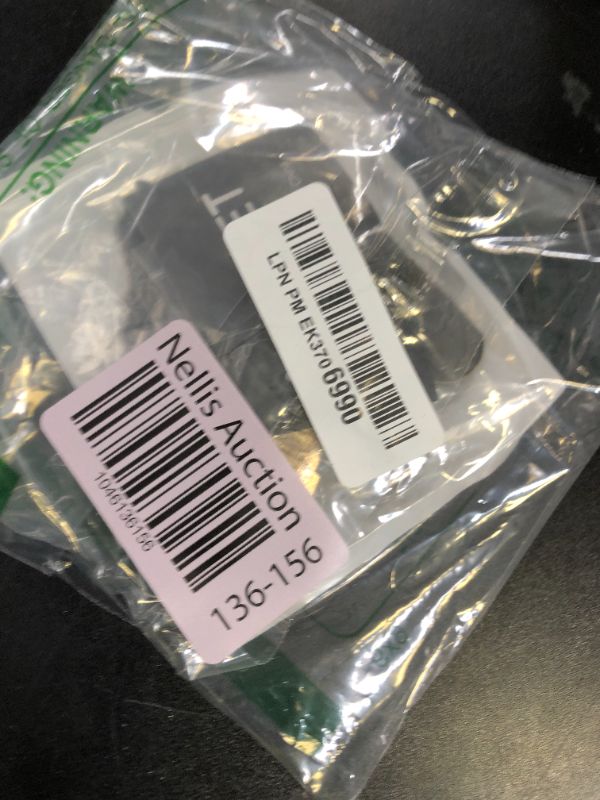 WARNING:
LPN PM EK3706990
Nellis Auction
1046136156
136-156